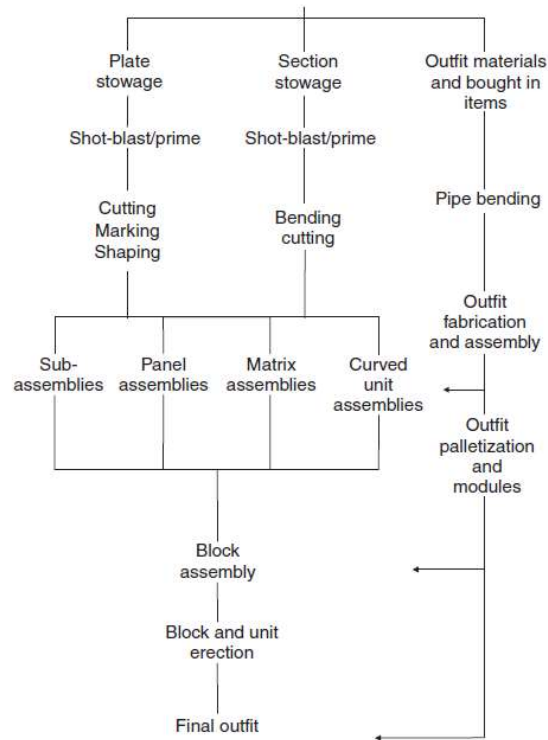 Plate
stowage
Section
stowage
Outfit materials
and bought in
items
Shot-blast/prime
Shot-blast/prime
Pipe bending
Cutting
Marking
Shaping
Bending
cutting
Outfit
fabrication
and assembly
Sub-
assemblies
Panel
assemblies
Matrix
assemblies
Curved
unit
assemblies
Outfit
palletization
and
modules
Block
assembly
Block and unit
erection
Final outfit